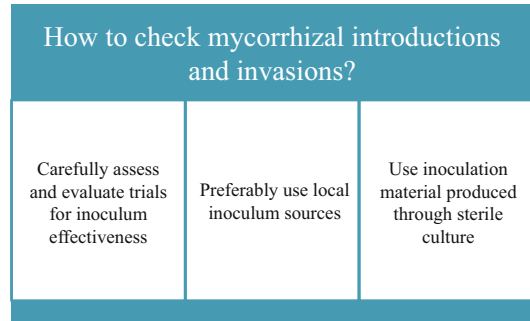 How to check mycorrhizal introductions
and invasions?
Carefully assess
and evaluate trials
for inoculum
effectiveness
Preferably use local
inoculum sources
Use inoculation
material produced
through sterile
culture